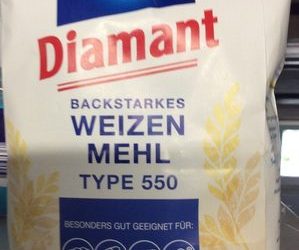 Diamant
BACKSTARKES
WEIZEN
MEHL
TYPE 550
BESONDERS GUT GEEIGNET FÜR: